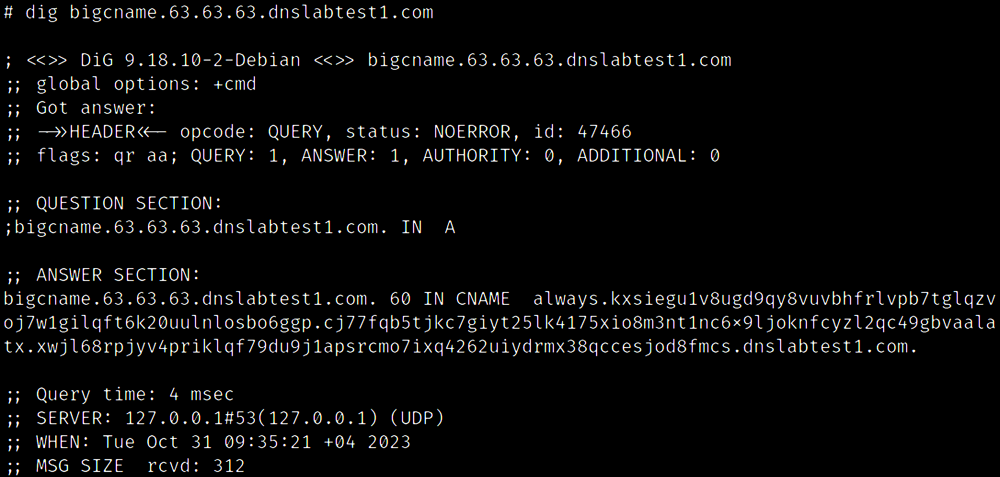 # dig bigcname.63.63.63.dnslabtest1.com
; <<>> DiG 9.18.10-2-Debian <<>> bigcname.63.63.63.dnslabtest1.com
;; global options: +cmd
;; Got answer:
;; ->>HEADER<<- opcode: QUERY, status: NOERROR, id: 47466
;; flags: qr aa; QUERY: 1, ANSWER: 1, AUTHORITY: 0, ADDITIONAL: 0
;; QUESTION SECTION:
;bigcname.63.63.63.dnslabtest1.com. IN  A
;; ANSWER SECTION:
bigcname.63.63.63.dnslabtest1.com. 60 IN CNAME  always.kxsiegu1v8ugd9qy8vuvbhfrlvpb7tglqzv
oj7w1gilqft6k20uulnlosbo6ggp.cj77fqb5tjkc7giyt25lk4175xio8m3nt1nc6×9ljoknfcyzl2qc49gbvaala
tx.xwjl68rpjyv4priklqf79du9j1apsrcmo7ixq4262uiydrmx38qccesjod8fmcs.dnslabtest1.com.
;; Query time: 4 msec
;; SERVER: 127.0.0.1#53(127.0.0.1) (UDP)
;; WHEN: Tue Oct 31 09:35:21 +04 2023
;; MSG SIZE  rcvd: 312